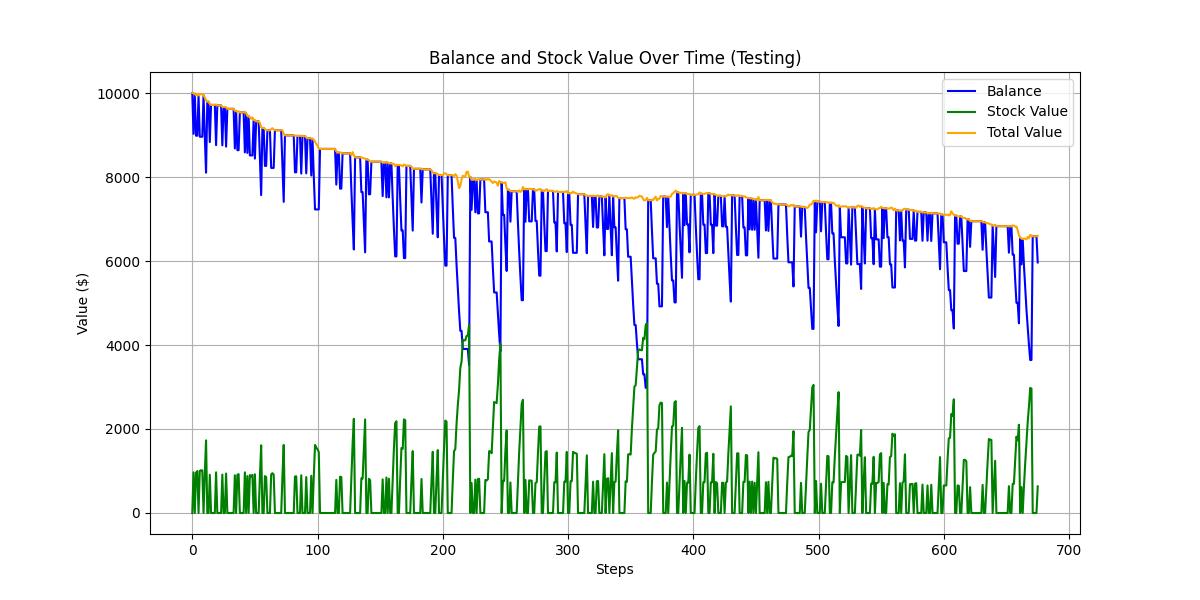 Balance and Stock Value Over Time (Testing)
Balance
Stock Value
Total Value
Value ($)
10000
8000
6000
4000
2000
0
0 100 200 300 400 500 600 700
Steps